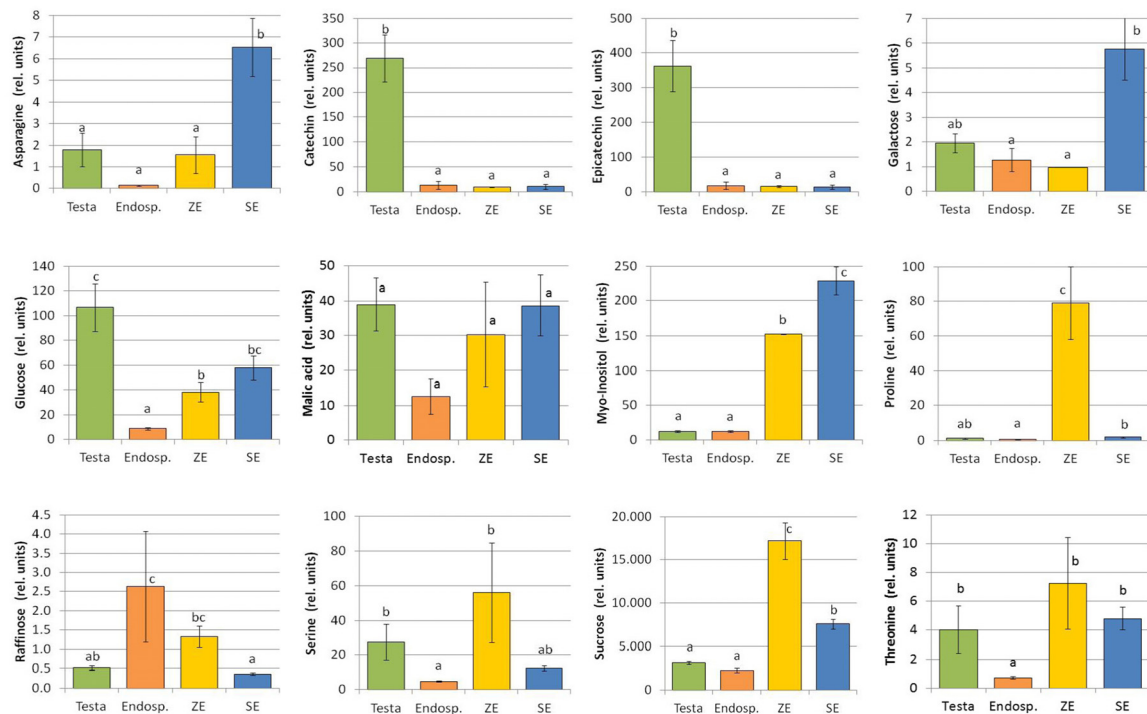 Asparagine (rel. units)
8
7
6
5
4
3
2
1
0
a
a
a
b
Testa Endosp. ZE SE
Catechin (rel. units)
350
300
250
200
150
100
50
0
b
a
a
a
Testa Endosp. ZE SE
Epicatechin (rel. units)
500
400
300
200
100
0
b
a
a
a
Testa Endosp. ZE SE
Galactose (rel. units)
7
6
5
4
3
2
1
0
ab
a
a
b
Testa Endosp. ZE SE
Glucose (rel. units)
140
120
100
80
60
40
20
0
c
a
b
bc
Testa Endosp. ZE SE
Malic acid (rel. units)
50
40
30
20
10
0
a
a
a
a
Testa Endosp. ZE SE
Myo-Inositol (rel. units)
250
200
150
100
50
0
a
a
b
c
Testa Endosp. ZE SE
Proline (rel. units)
100
80
60
40
20
0
ab
a
c
b
Testa Endosp. ZE SE
Raffinose (rel. units)
4.5
4.0
3.5
3.0
2.5
2.0
1.5
1.0
0.5
0.0
ab
c
bc
a
Testa Endosp. ZE SE
Serine (rel. units)
100
80
60
40
20
0
b
a
b
ab
Testa Endosp. ZE SE
Sucrose (rel. units)
20.000
15.000
10.000
5.000
0
a
a
c
b
Testa Endosp. ZE SE
Threonine (rel. units)
12
10
8
6
4
2
0
b
a
b
b
Testa Endosp. ZE SE